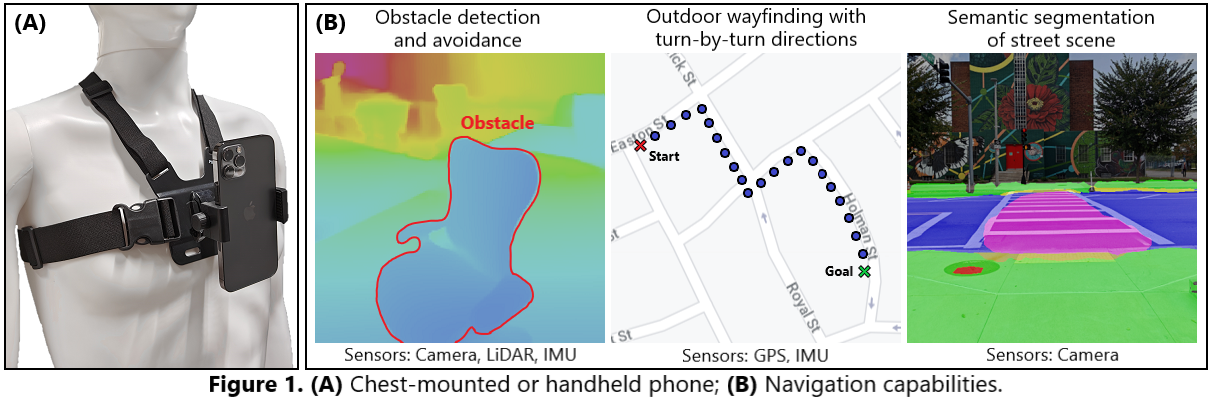 (A)
(B)
Obstacle detection
and avoidance
Obstacle
Sensors: Camera, LiDAR, IMU
Outdoor wayfinding with
turn-by-turn directions
ick St
Easton St
Start
Holman St
Goal
Royal St
St
St
Sensors: GPS, IMU
Semantic segmentation
of street scene
Sensors: Camera
Figure 1. (A) Chest-mounted or handheld phone; (B) Navigation capabilities.